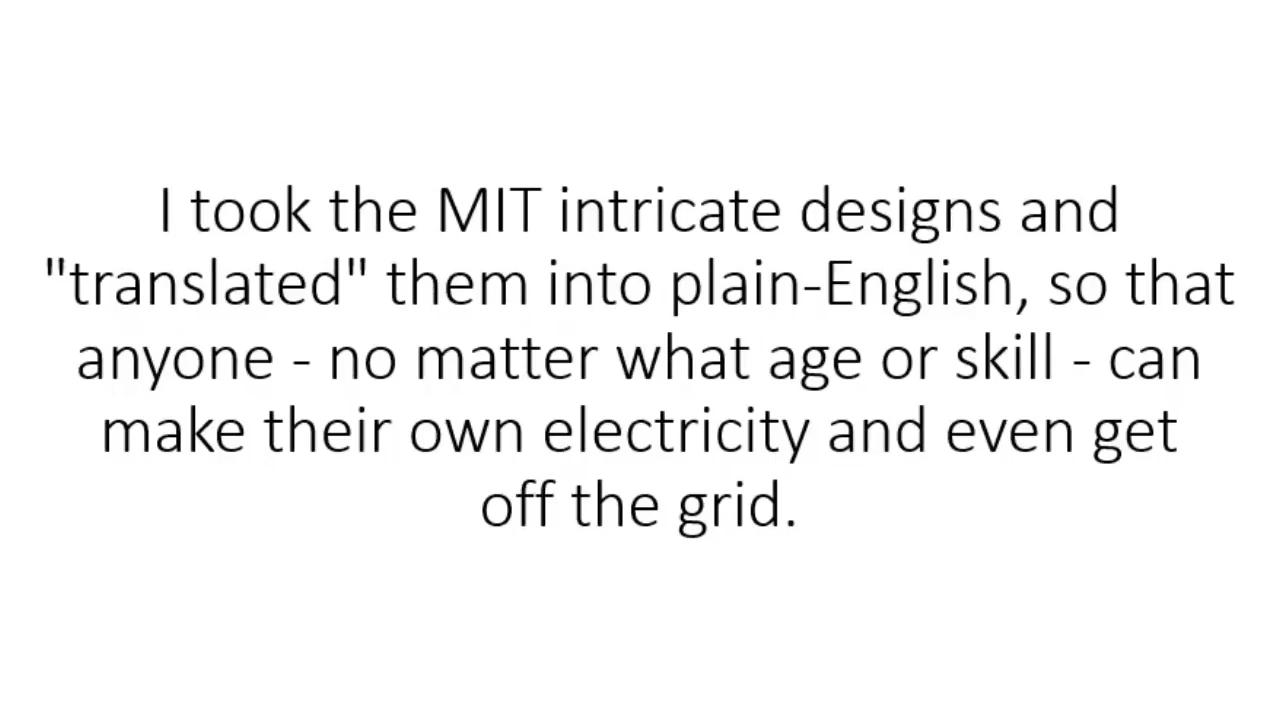 I took the MIT intricate designs and
"translated" them into plain-English, so that
anyone - no matter what age or skill - can
make their own electricity and even get
off the grid.